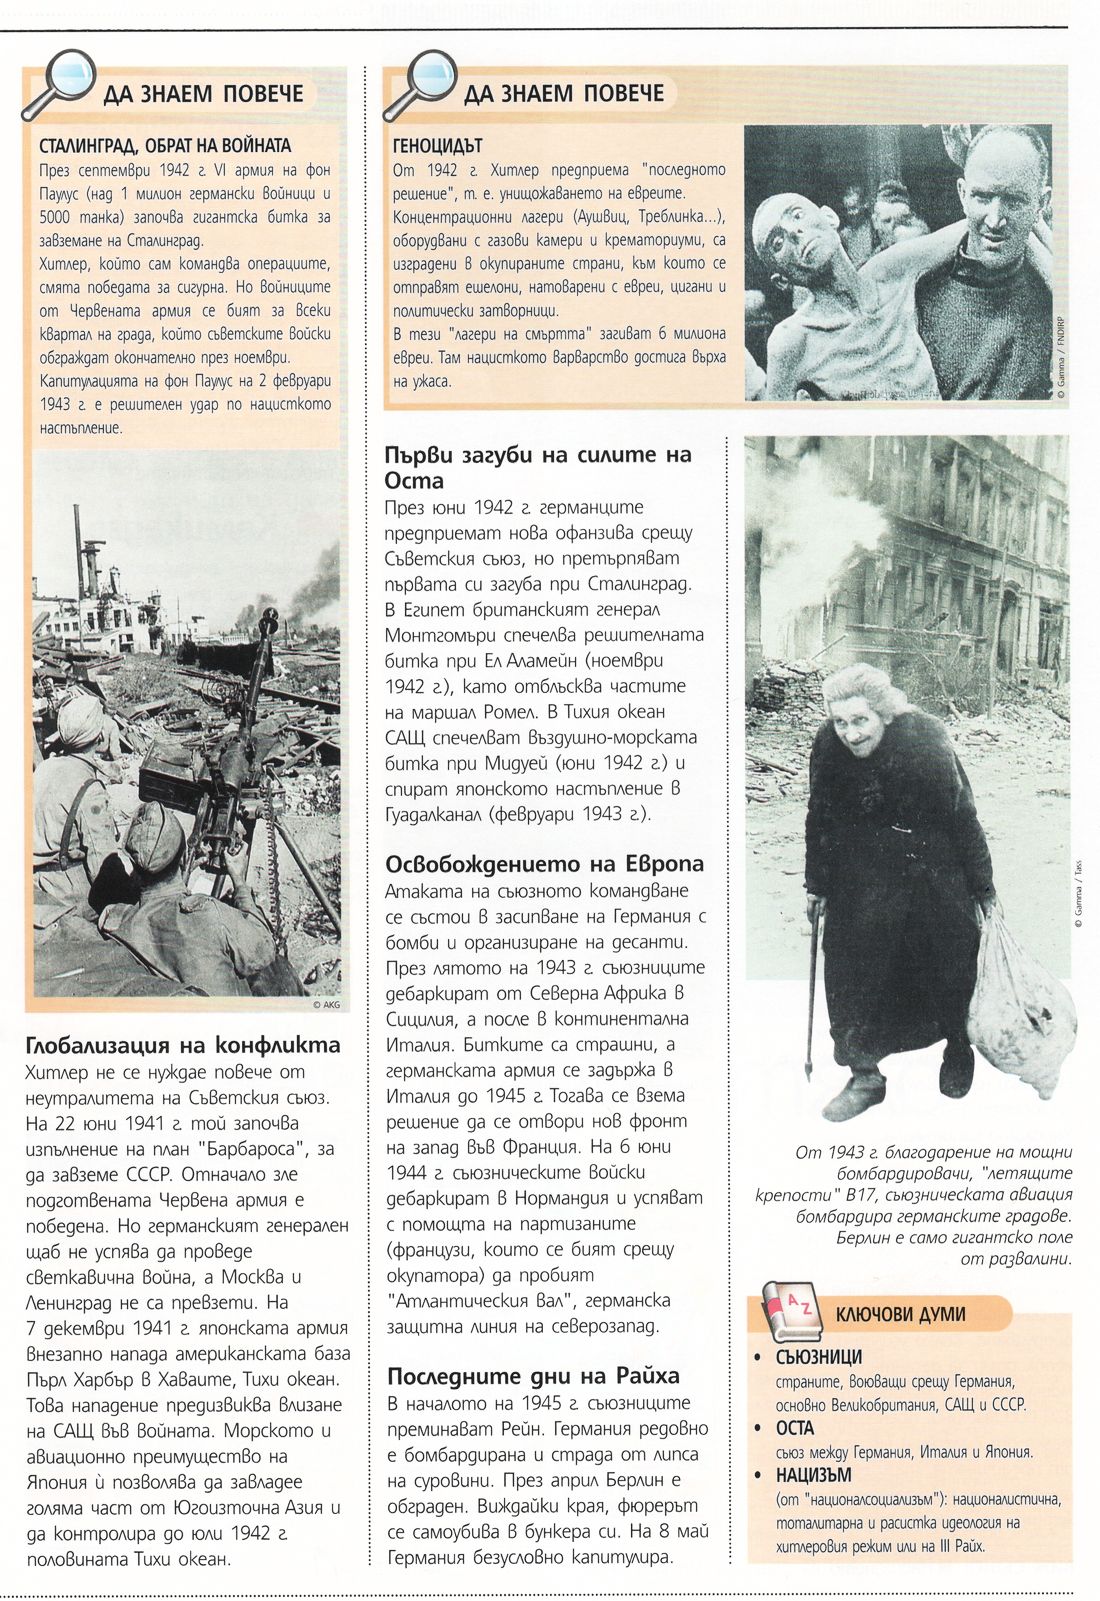 ДА ЗНАЕМ ПОВЕЧЕ
СТАЛИНГРАД, ОБРАТ НА ВОЙНАТА
През септември 1942 г. VI армия на фон
Паулус (над 1 милион германски войници и
5000 танка) започва гигантска битка за
завземане на Сталинград.
Хитлер, който сам командва операциите,
смята победата за сигурна. Но войниците
от Червената армия се бият за всеки
квартал на града, който съветските войски
обграждат окончателно през ноември.
Капитулацията на фон Паулус на 2 февруари
1943 г. е решителен удар по нацисткото
настъпление.
© AKG
Глобализация на конфликта
Хитлер не се нуждае повече от
неутралитета на Съветския съюз.
На 22 юни 1941 г. той започва
изпълнение на план "Барбароса", за
да завземе СССР. Отначало зле
подготвената Червена армия е
победена. Но германският генерален
щаб не успява да проведе
светкавична война, а Москва и
Ленинград не са превзети. На
7 декември 1941 г. японската армия
внезапно напада американската база
Пърл Харбър в Хаваите, Тихи океан.
Това нападение предизвиква влизане
на САЩ във войната. Морското и
авиационно преимущество на
Япония ѝ позволява да завладее
голяма част от Югоизточна Азия и
да контролира до юли 1942 г.
половината Тихи океан.
ДА ЗНАЕМ ПОВЕЧЕ
ГЕНОЦИДЪТ
От 1942 г. Хитлер предприема "последното
решение", т. е. унищожаването на евреите.
Концентрационни лагери (Аушвиц, Треблинка...),
оборудвани с газови камери и крематориуми, са
изградени в окупираните страни, към които се
отправят ешелони, натоварени с евреи, цигани и
политически затворници.
В тези "лагери на смъртта" загиват 6 милиона
евреи. Там нацисткото варварство достига върха
на ужаса.
© Gamma / FNDIRP
Първи загуби на силите на
Оста
През юни 1942 г. германците
предприемат нова офанзива срещу
Съветския съюз, но претърпяват
първата си загуба при Сталинград.
В Египет британският генерал
Монтгомъри спечелва решителната
битка при Ел Аламейн (ноември
1942 г.), като отблъсква частите
на маршал Ромел. В Тихия океан
САЩ спечелват въздушно-морската
битка при Мидуей (юни 1942 г.) и
спират японското настъпление в
Гуадалканал (февруари 1943 г.).
Освобождението на Европа
Атаката на съюзното командване
се състои в засипване на Германия с
бомби и организиране на десанти.
През лятото на 1943 г. съюзниците
дебаркират от Северна Африка в
Сицилия, а после в континентална
Италия. Битките са страшни, а
германската армия се задържа в
Италия до 1945 г. Тогава се взема
решение да се отвори нов фронт
на запад във Франция. На 6 юни
1944 г. съюзническите войски
дебаркират в Нормандия и успяват
с помощта на партизаните
(французи, които се бият срещу
окупатора) да пробият
"Атлантическия вал", германска
защитна линия на северозапад.
Последните дни на Райха
В началото на 1945 г. съюзниците
преминават Рейн. Германия редовно
е бомбардирана и страда от липса
на суровини. През април Берлин е
обграден. Виждайки края, фюрерът
се самоубива в бункера си. На 8 май
Германия безусловно капитулира.
© Gamma / Tass
От 1943 г. благодарение на мощни
бомбардировачи, "летящите
крепости" B17, съюзническата авиация
бомбардира германските градове.
Берлин е само гигантско поле
от развалини.
A Z
КЛЮЧОВИ ДУМИ
• СЪЮЗНИЦИ
страните, воюващи срещу Германия,
основно Великобритания, САЩ и СССР.
• ОСТА
съюз между Германия, Италия и Япония.
• НАЦИЗЪМ
(от "националсоциализъм"): националистична,
тоталитарна и расистка идеология на
хитлеровия режим или на III Райх.